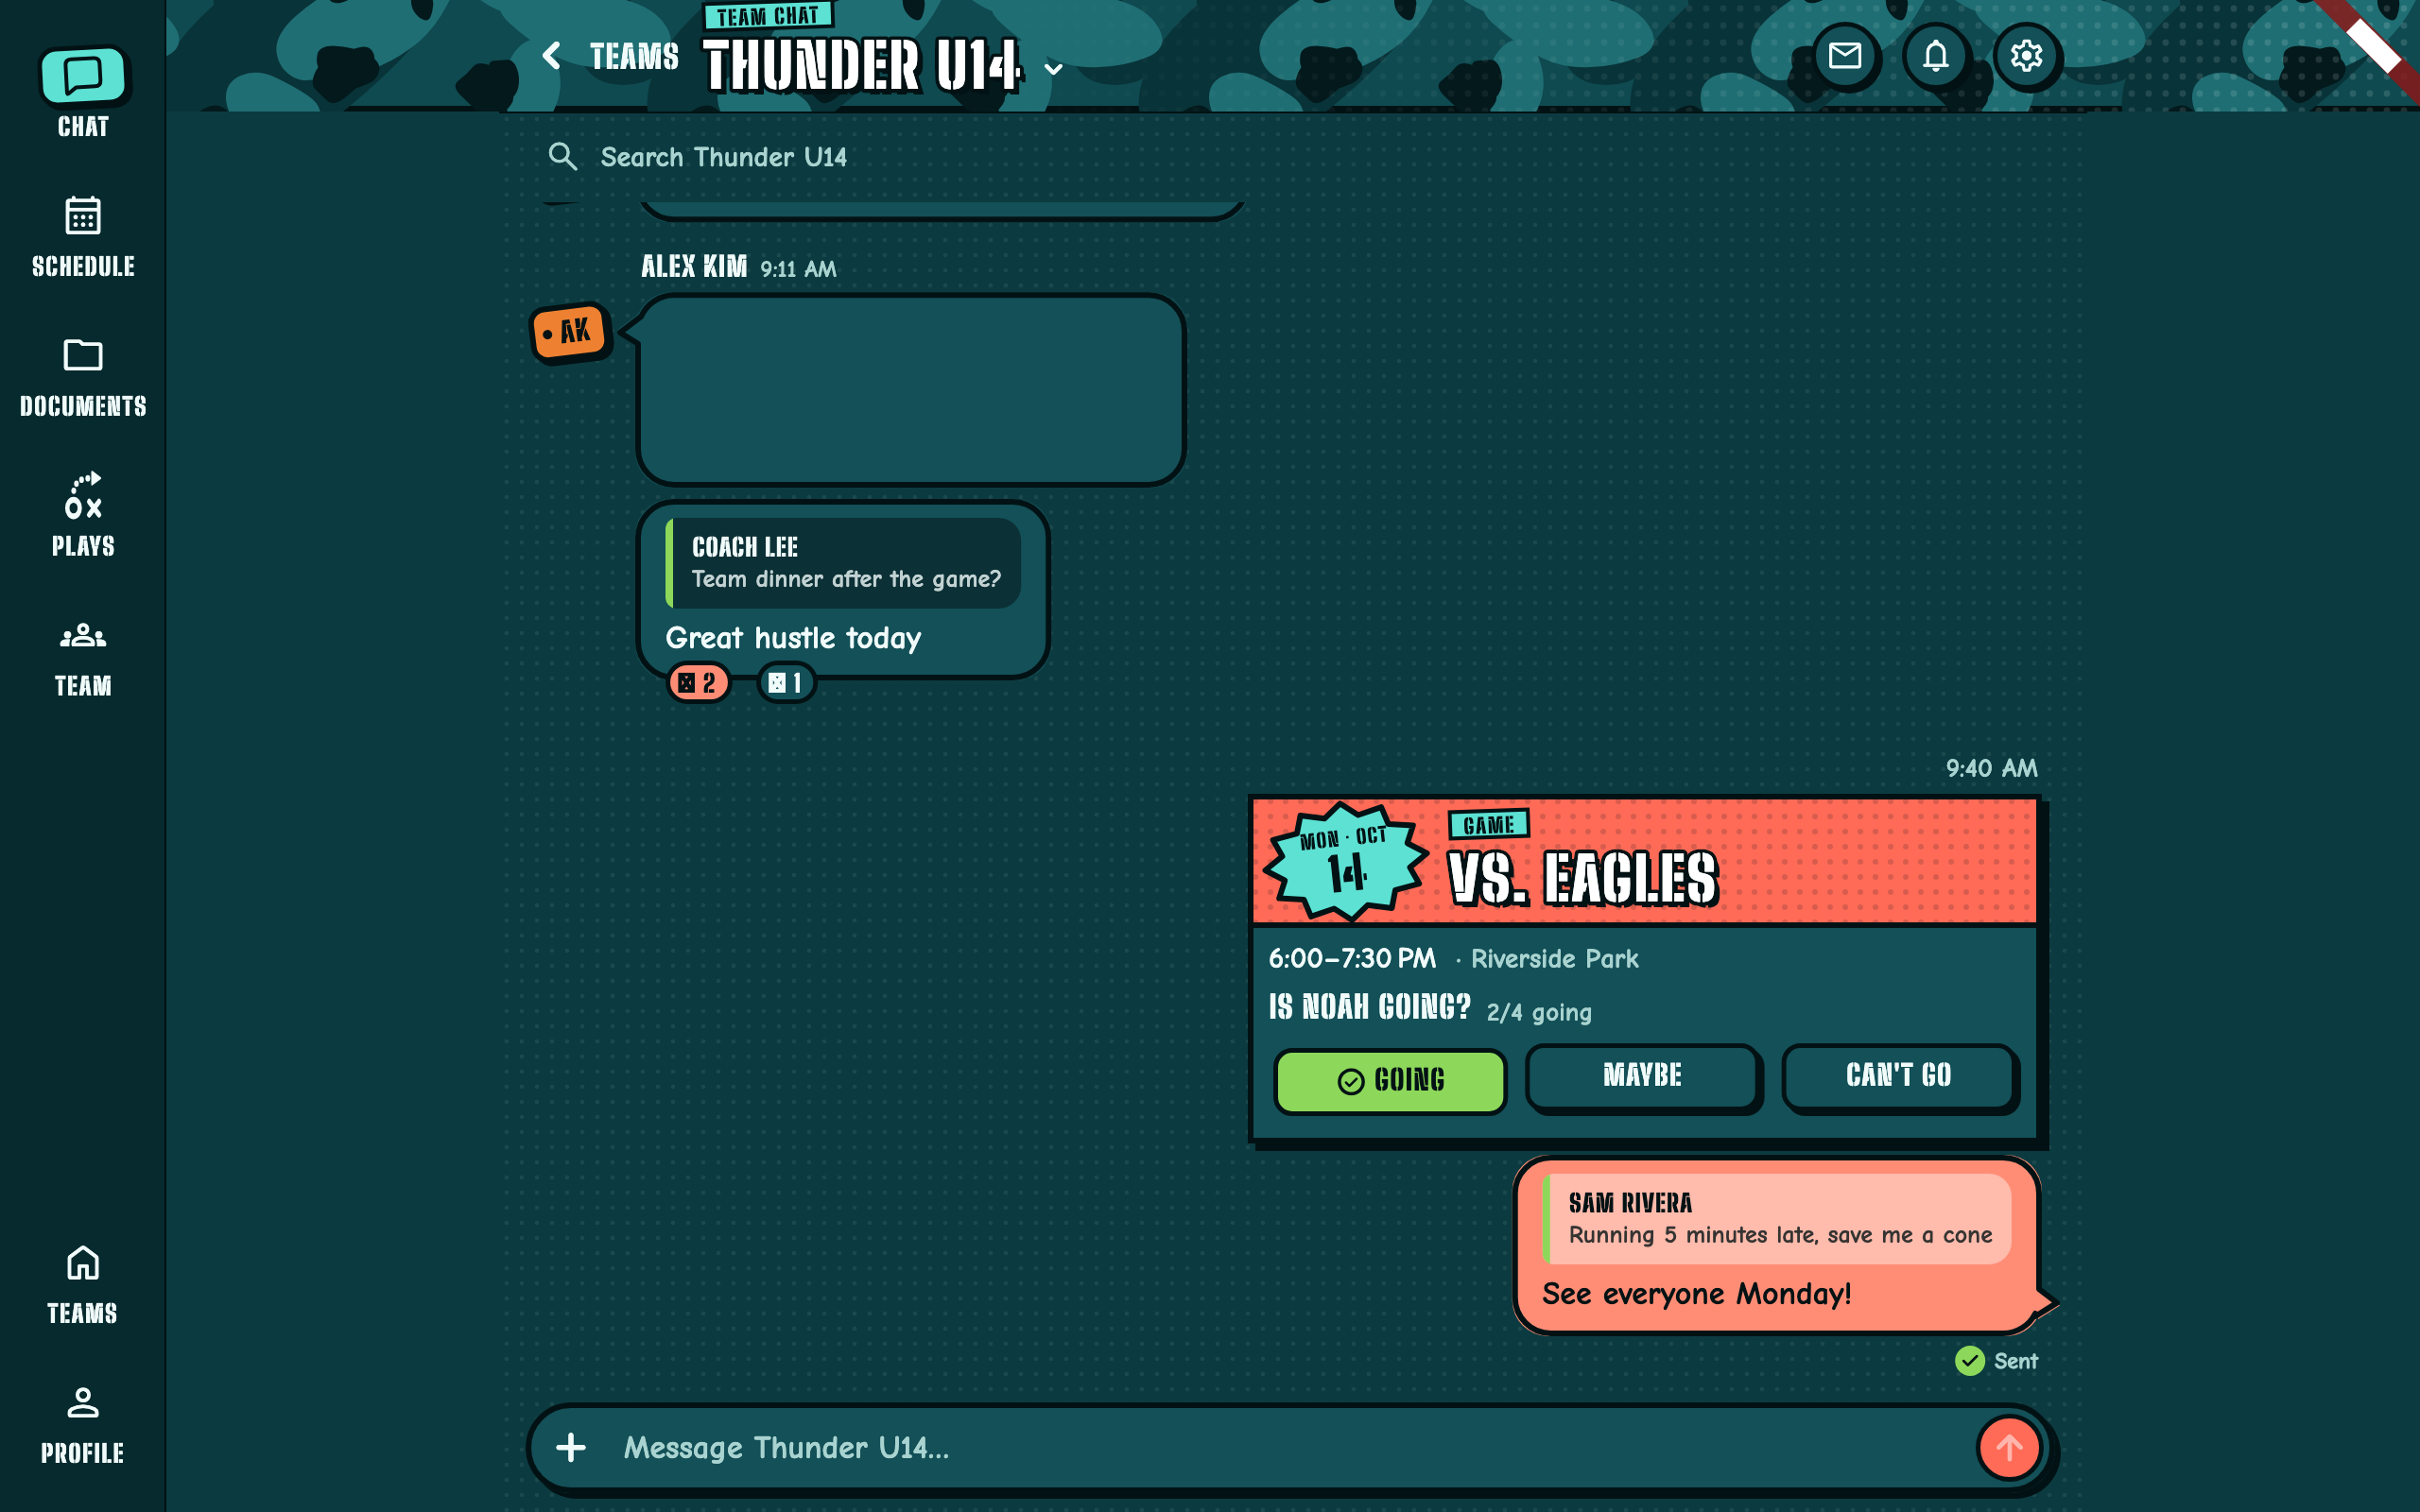 TEAM CHAT
TEAMS
THUNDER U14
CHAT
SCHEDULE
DOCUMENTS
PLAYS
TEAM
TEAMS
PROFILE
Search Thunder U14
ALEX KIM 9:11 AM
AK
COACH LEE
Team dinner after the game?
Great hustle today
2 1
9:40 AM
MON · OCT
14
GAME
VS. EAGLES
6:00–7:30 PM · Riverside Park
IS NOAH GOING? 2/4 going
GOING MAYBE CAN'T GO
SAM RIVERA
Running 5 minutes late, save me a cone
See everyone Monday!
Sent
Message Thunder U14...